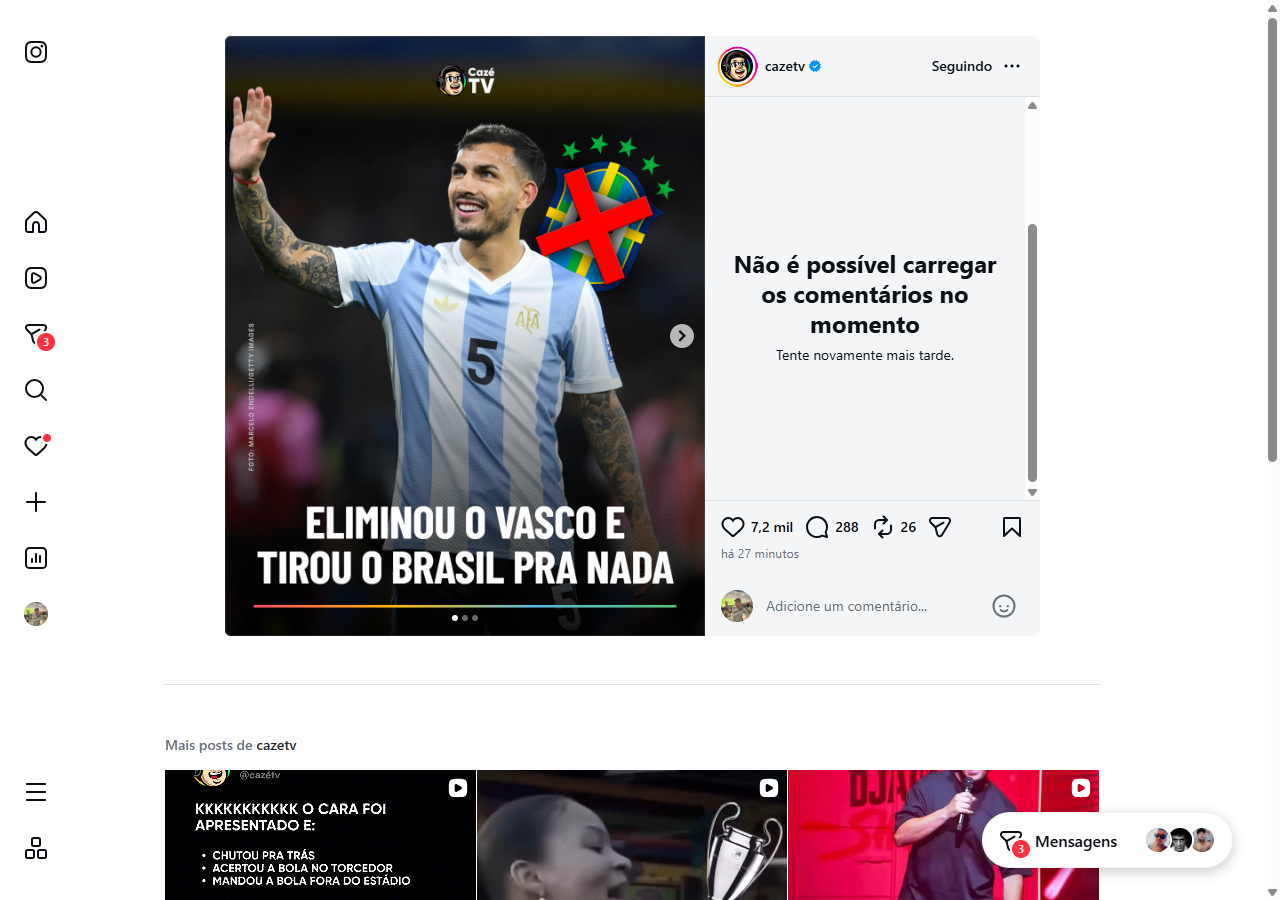 Cazé
TV
AFA
5
FOTO: MARCELO ENDELLI/GETTY IMAGES
ELIMINOU O VASCO E
TIROU O BRASIL PRA NADA
cazetv
Seguindo
Não é possível carregar
os comentários no
momento
Tente novamente mais tarde.
7,2 mil
288
26
há 27 minutos
Adicione um comentário...
3
Mais posts de cazetv
@cazétv
KKKKKKKKKKK O CARA FOI
APRESENTADO E:
• CHUTOU PRA TRÁS
• ACERTOU A BOLA NO TORCEDOR
• MANDOU A BOLA FORA DO ESTÁDIO
3
Mensagens